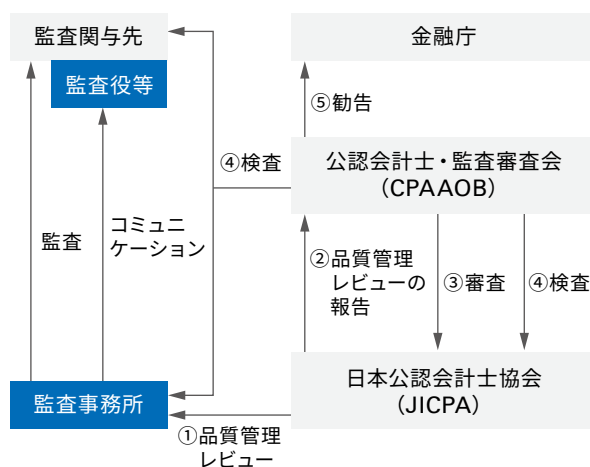 監査関与先
監査役等
金融庁
⑤勧告
④検査
公認会計士・監査審査会
(CPAAOB)
監査
コミュニ
ケーション
②品質管理
レビューの
報告
③審査
④検査
監査事務所
日本公認会計士協会
(JICPA)
①品質管理
レビュー